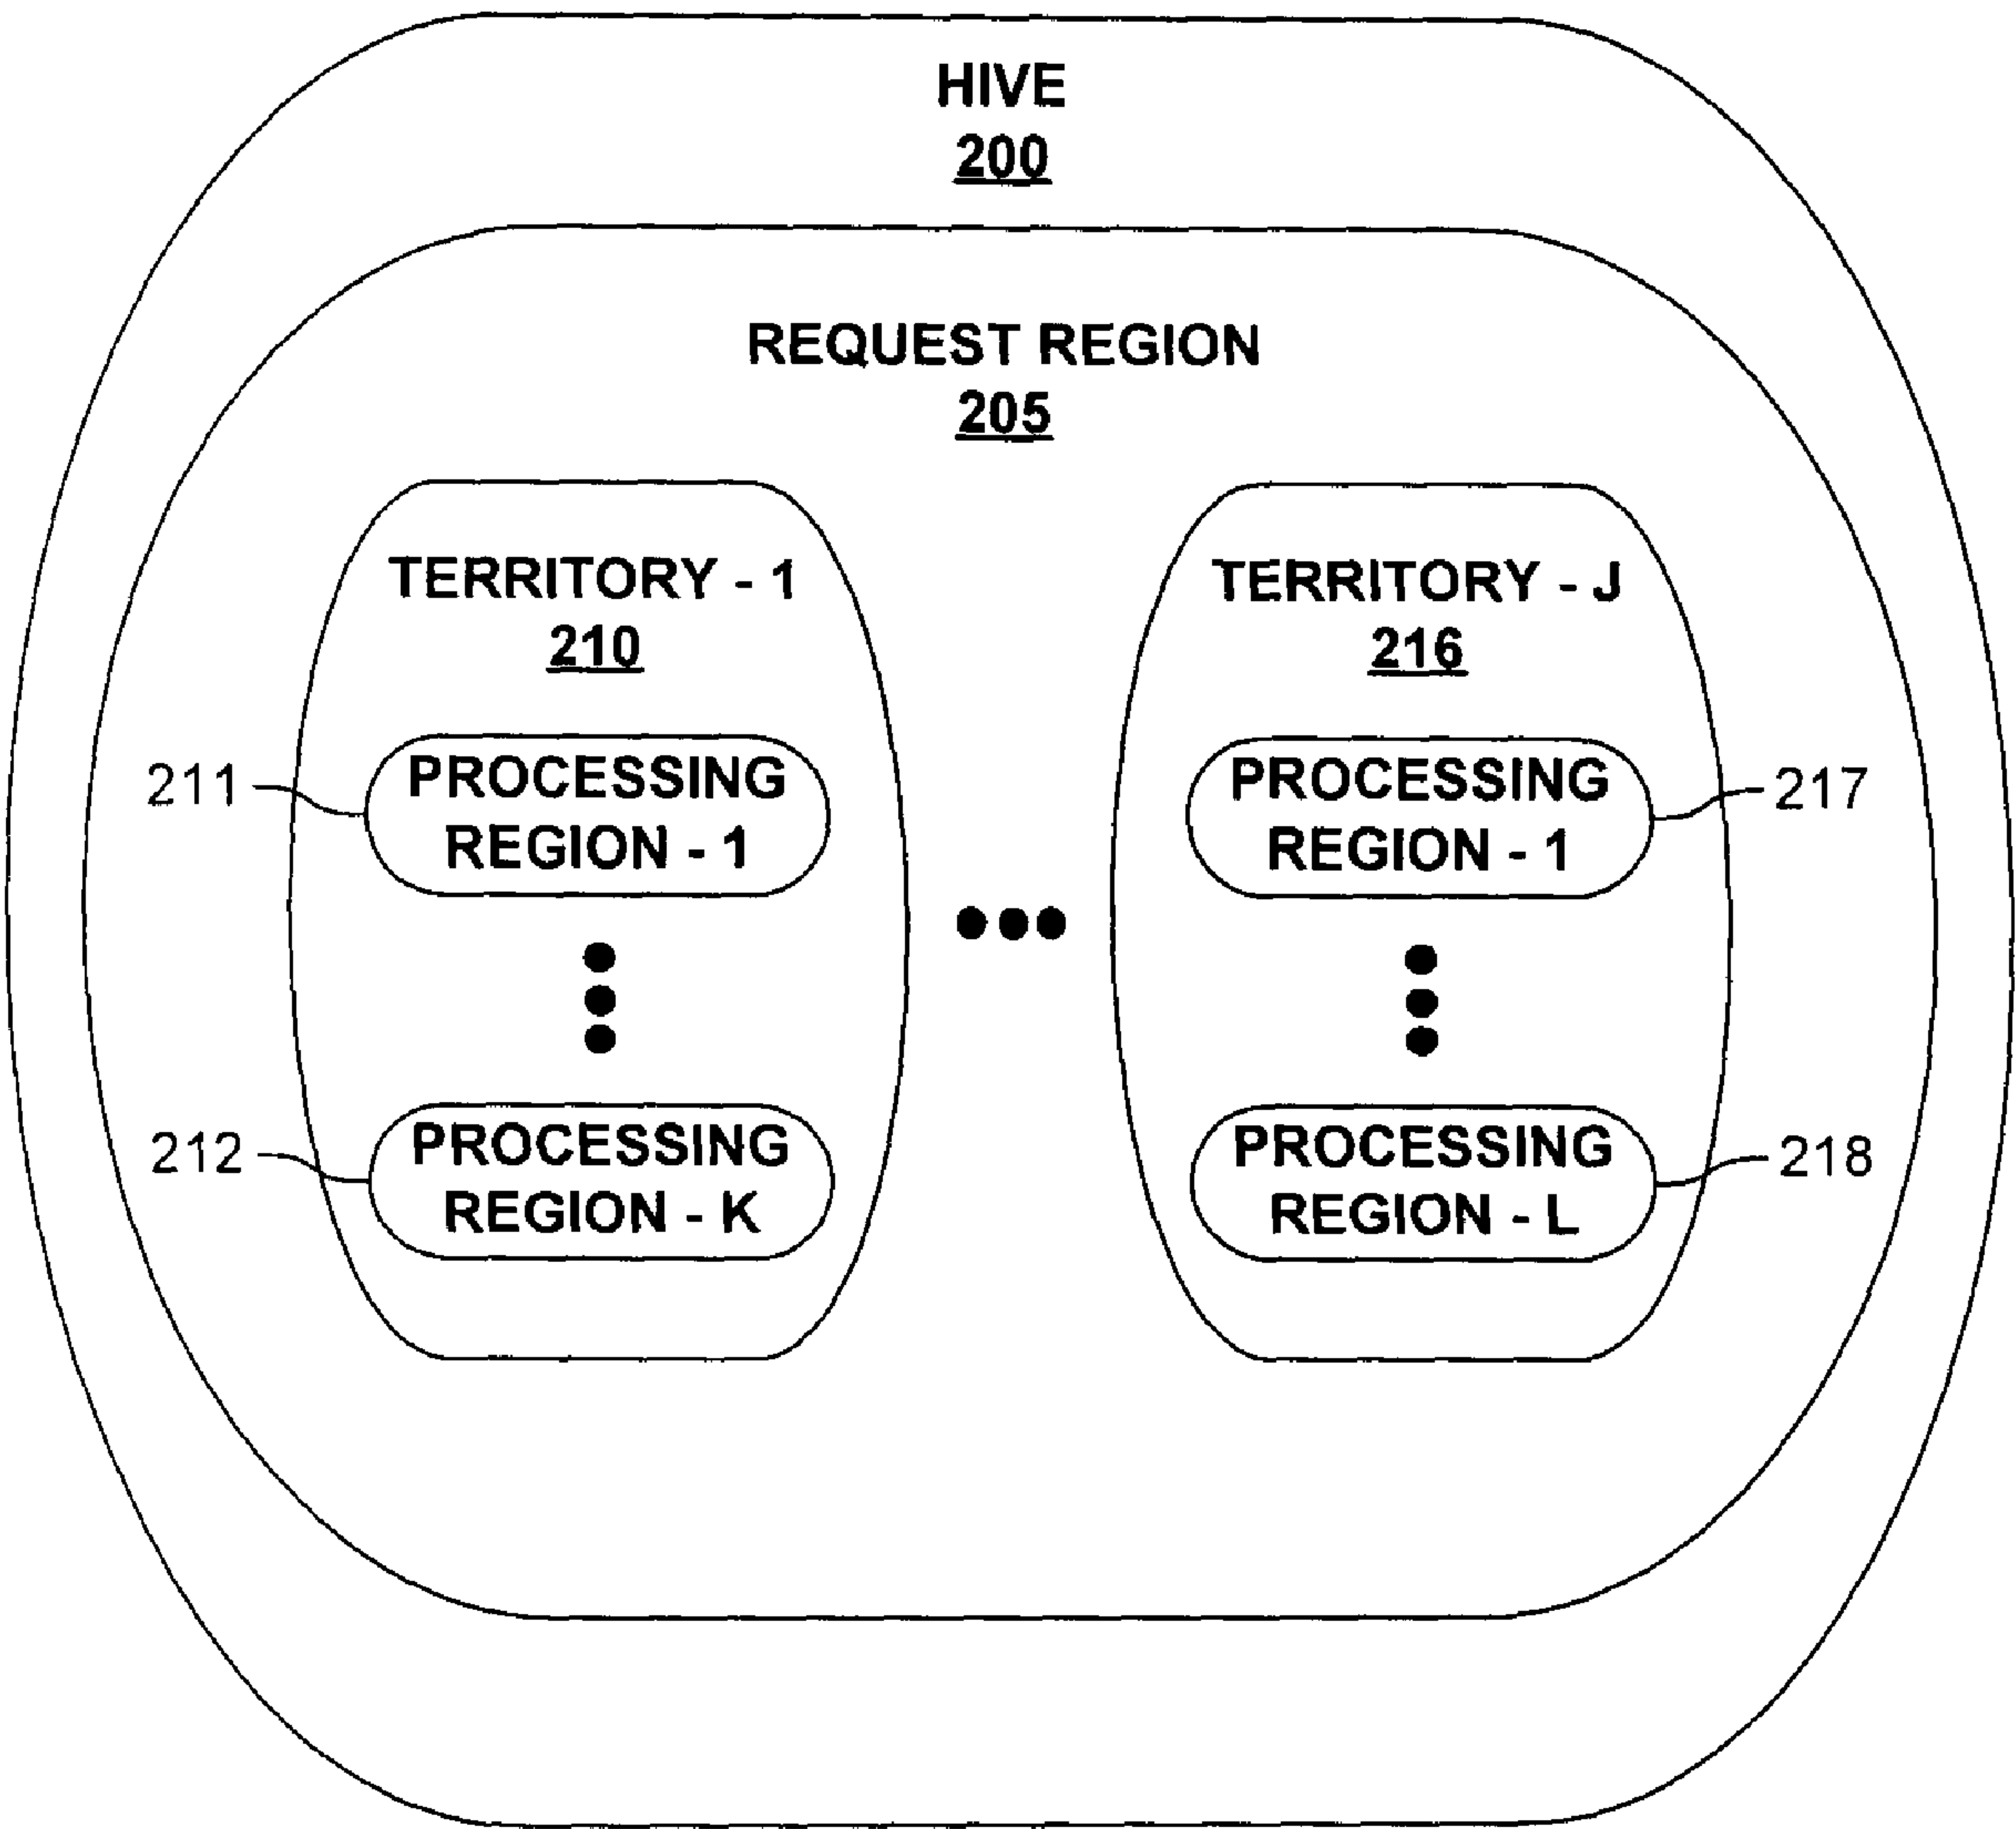 HIVE
200
REQUEST REGION
205
TERRITORY - 1
210
TERRITORY - J
216
211
PROCESSING
REGION - 1
PROCESSING
REGION - 1
217
212
PROCESSING
REGION - K
PROCESSING
REGION - L
218